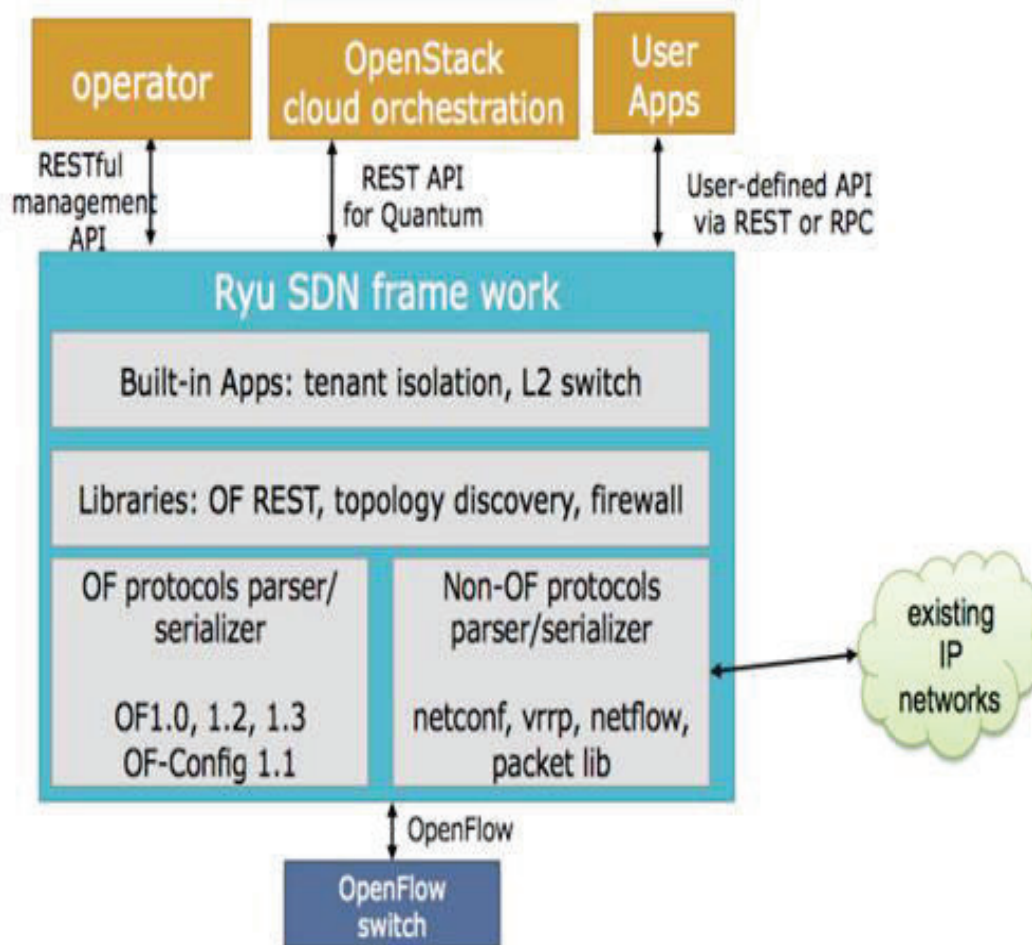 operator
OpenStack
cloud orchestration
User
Apps
RESTful
management
API
REST API
for Quantum
User-defined API
via REST or RPC
Ryu SDN frame work
Built-in Apps: tenant isolation, L2 switch
Libraries: OF REST, topology discovery, firewall
OF protocols parser/
serializer
OF1.0, 1.2, 1.3
OF-Config 1.1
Non-OF protocols
parser/serializer
netconf, vrrp, netflow,
packet lib
existing
IP
networks
OpenFlow
OpenFlow
switch